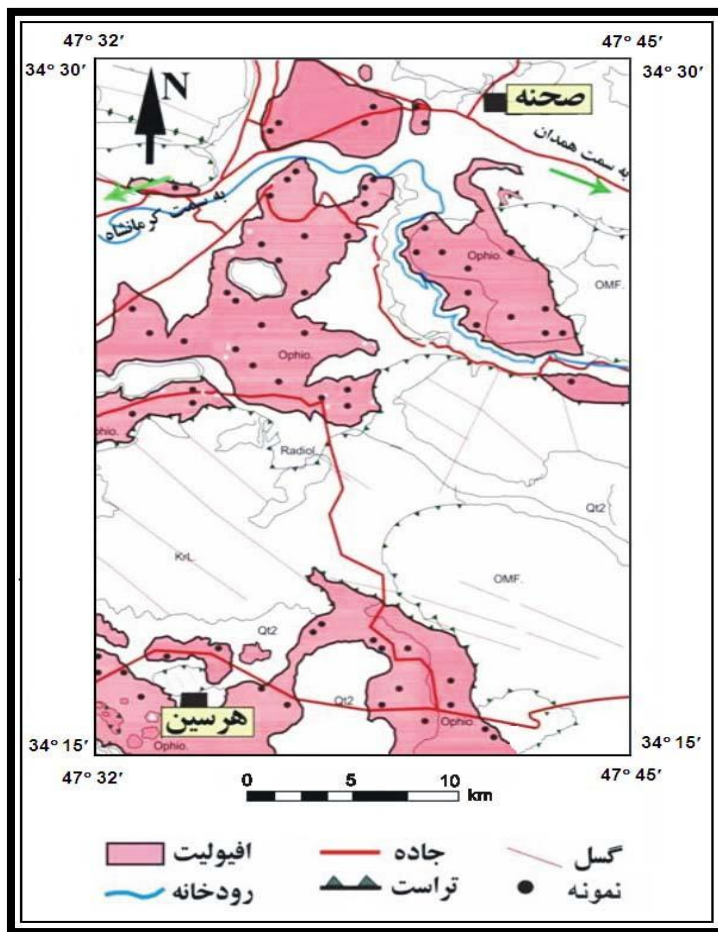 47° 32′ 47° 45′
34° 30′ 34° 30′
N
صحنه
به سمت همدان
به سمت کرمانشاه
Ophio.
OMF.
Ophio.
phio.
Radiol.
Qt2
KrL.
OMF.
Qt2
Qt2
هرسین
Ophio.
Ophio.
34° 15′ 34° 15′
47° 32′ 47° 45′
0 5 10
km
افیولیت جاده گسل
رودخانه تراست نمونه